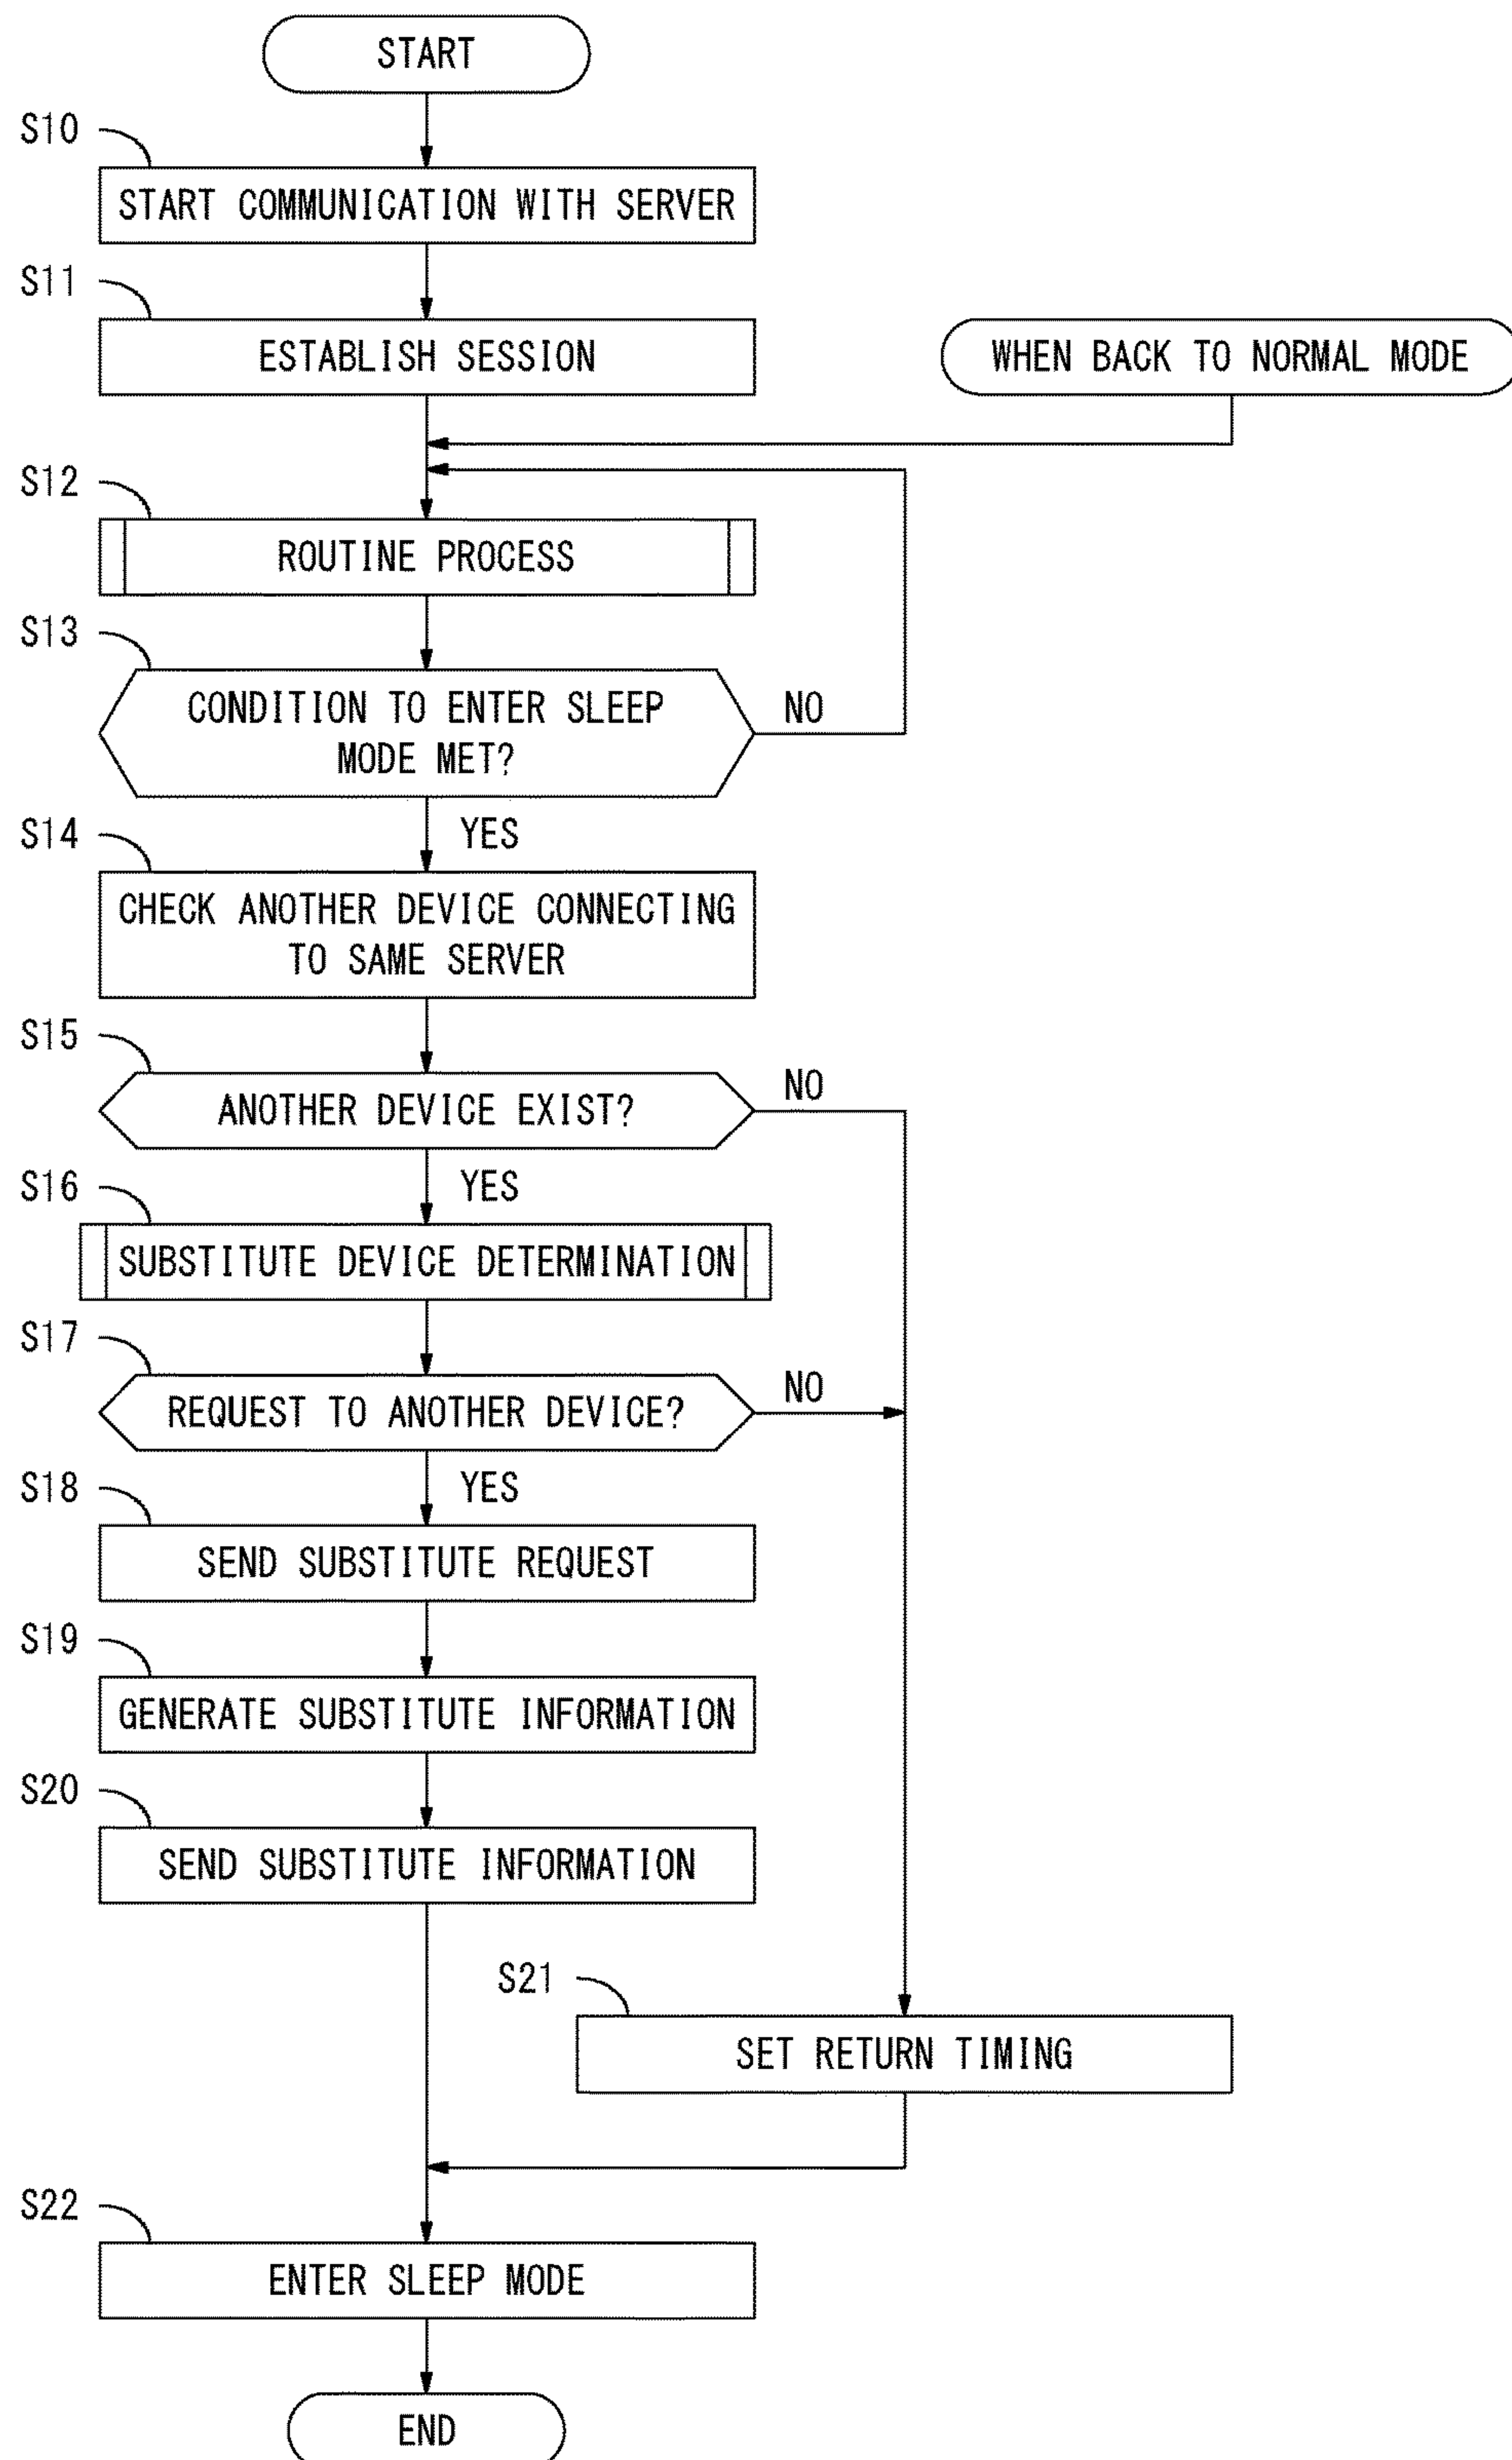 START
S10
START COMMUNICATION WITH SERVER
S11
ESTABLISH SESSION
WHEN BACK TO NORMAL MODE
S12
ROUTINE PROCESS
S13
CONDITION TO ENTER SLEEP
MODE MET?
NO
YES
S14
CHECK ANOTHER DEVICE CONNECTING
TO SAME SERVER
S15
ANOTHER DEVICE EXIST?
NO
YES
S16
SUBSTITUTE DEVICE DETERMINATION
S17
REQUEST TO ANOTHER DEVICE?
NO
YES
S18
SEND SUBSTITUTE REQUEST
S19
GENERATE SUBSTITUTE INFORMATION
S20
SEND SUBSTITUTE INFORMATION
S21
SET RETURN TIMING
S22
ENTER SLEEP MODE
END